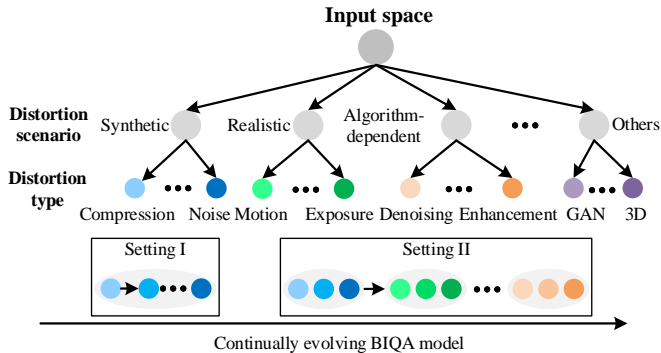 Input space
Distortion
scenario
Synthetic
Realistic
Algorithm-
dependent
Others
Distortion
type
Compression
Noise
Motion
Exposure
Denoising
Enhancement
GAN
3D
Setting I
Setting II
Continually evolving BIQA model